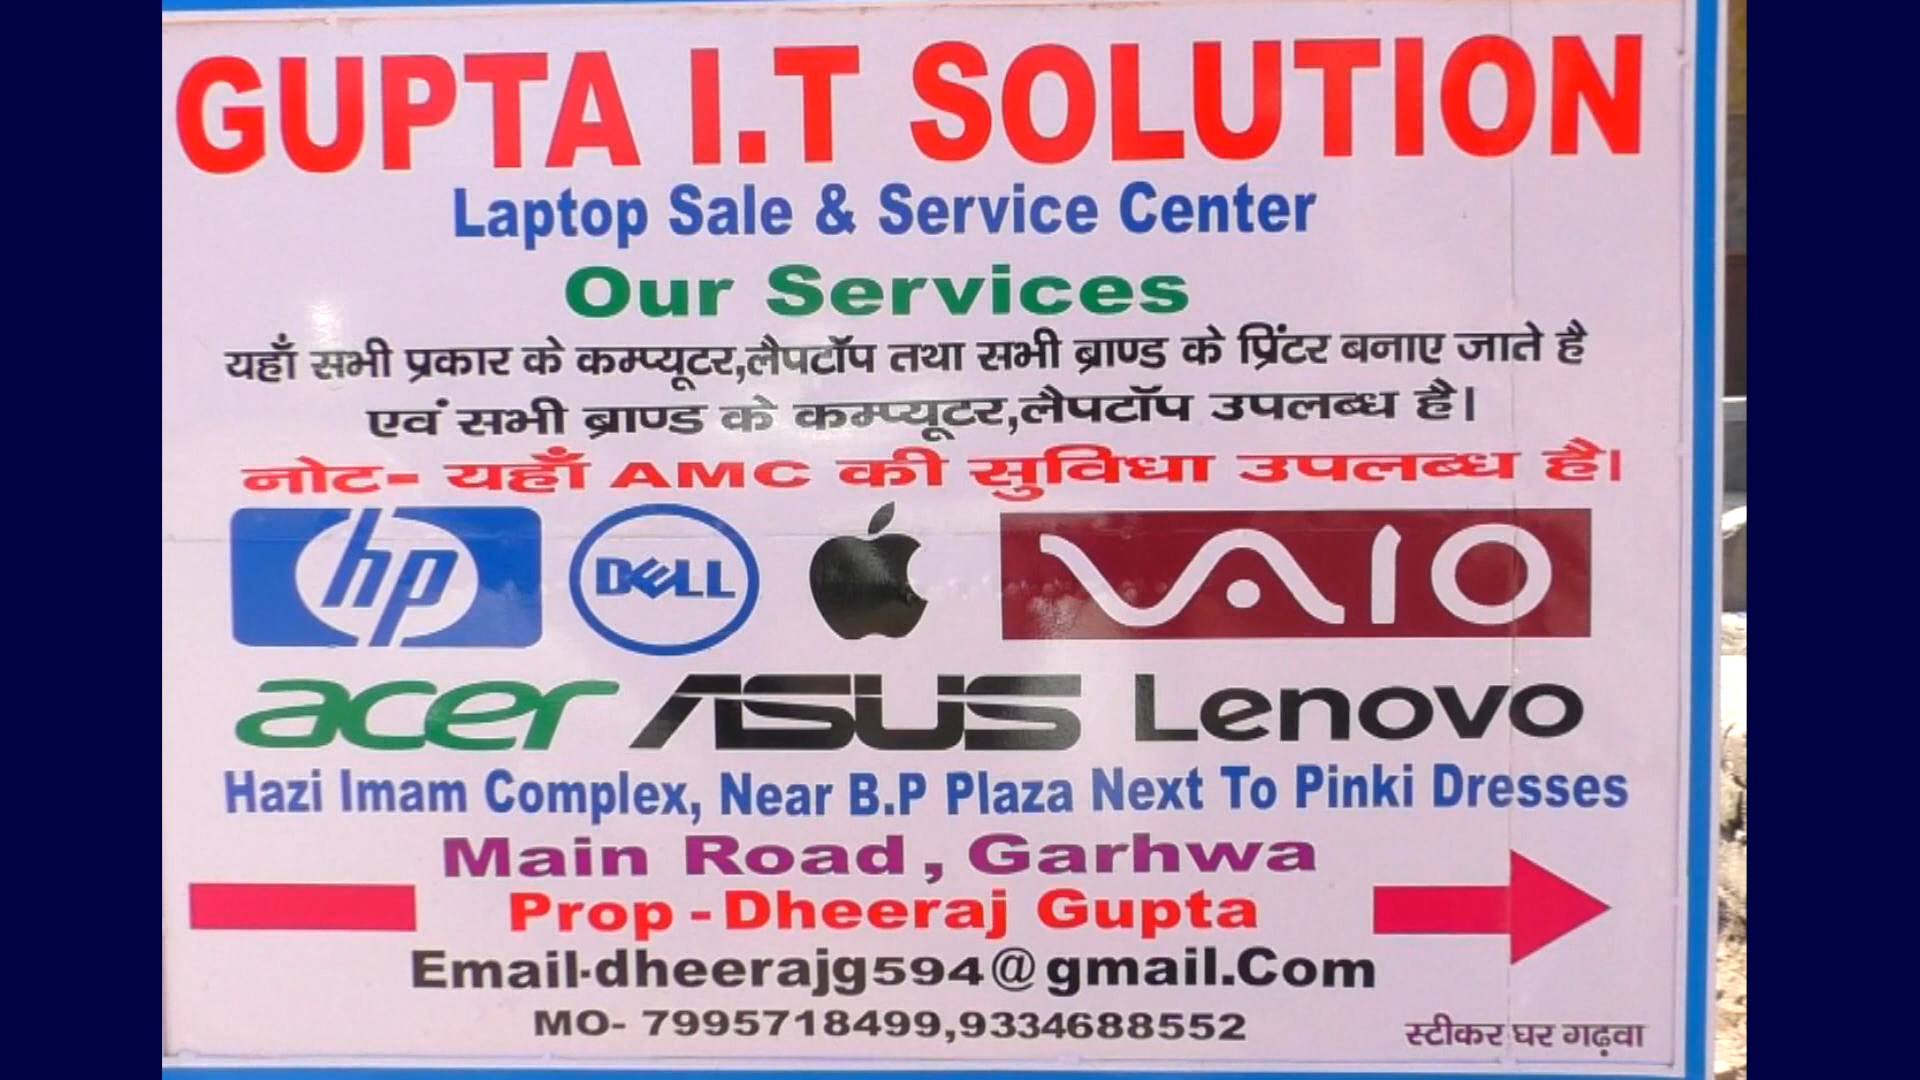 GUPTA I.T SOLUTION
Laptop Sale & Service Center
Our Services
यहाँ सभी प्रकार के कम्प्यूटर,लैपटॉप तथा सभी ब्राण्ड के प्रिंटर बनाए जाते है
एवं सभी ब्राण्ड के कम्प्यूटर,लैपटॉप उपलब्ध है।
नोट- यहाँ AMC की सुविधा उपलब्ध है।
hp DELL VAIO
acer ASUS Lenovo
Hazi Imam Complex, Near B.P Plaza Next To Pinki Dresses
Main Road, Garhwa
Prop - Dheeraj Gupta
Email-dheerajg594@gmail.Com
MO- 7995718499,9334688552
स्टीकर घर गढ़वा